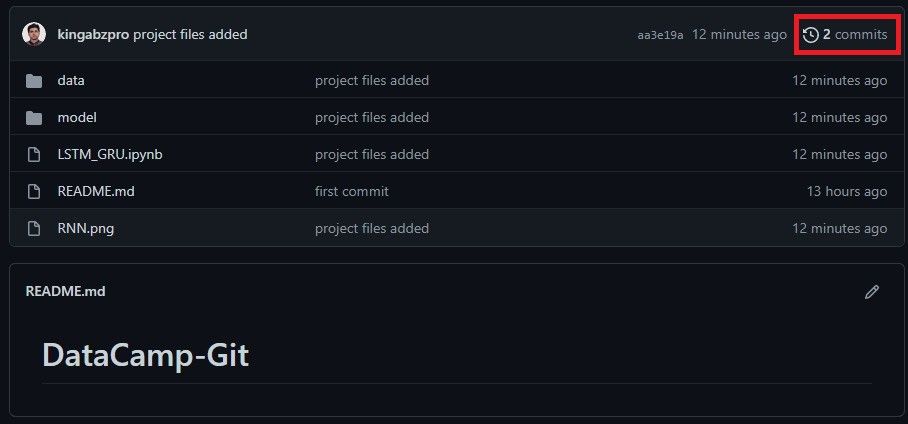 kingabzpro project files added aa3e19a 12 minutes ago 2 commits
data project files added 12 minutes ago
model project files added 12 minutes ago
LSTM_GRU.ipynb project files added 12 minutes ago
README.md first commit 13 hours ago
RNN.png project files added 12 minutes ago
README.md
DataCamp-Git